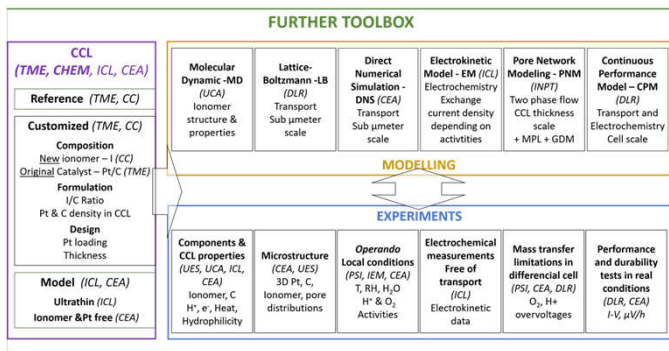 FURTHER TOOLBOX
CCL
(TME, CHEM, ICL, CEA)
Reference (TME, CC)
Customized (TME, CC)
Composition
New ionomer – I (CC)
Original Catalyst – Pt/C (TME)
Formulation
I/C Ratio
Pt & C density in CCL
Design
Pt loading
Thickness
Model (ICL, CEA)
Ultrathin (ICL)
Ionomer &Pt free (CEA)
Molecular
Dynamic -MD
(UCA)
Ionomer
structure &
properties
Lattice-
Boltzmann -LB
(DLR)
Transport
Sub µmeter
scale
Direct
Numerical
Simulation -
DNS (CEA)
Transport
Sub µmeter
scale
Electrokinetic
Model - EM (ICL)
Electrochemistry
Exchange
current density
depending on
activtities
Pore Network
Modeling - PNM
(INPT)
Two phase flow
CCL thickness
scale
+ MPL + GDM
Continuous
Performance
Model – CPM
(DLR)
Transport and
Electrochemistry
Cell scale
MODELLING
EXPERIMENTS
Components &
CCL properties
(UES, UCA, ICL,
CEA)
Ionomer, C
H⁺, e⁻, Heat,
Hydrophilicity
Microstructure
(CEA, UES)
3D Pt, C,
Ionomer, pore
distributions
Operando
Local conditions
(PSI, IEM, CEA)
T, RH, H₂O
H⁺ & O₂
Activities
Electrochemical
measurements
Free of
transport
(ICL)
Electrokinetic
data
Mass transfer
limitations in
differencial cell
(PSI, CEA, DLR)
O₂, H+
overvoltages
Performance
and durability
tests in real
conditions
(DLR, CEA)
I-V, µV/h